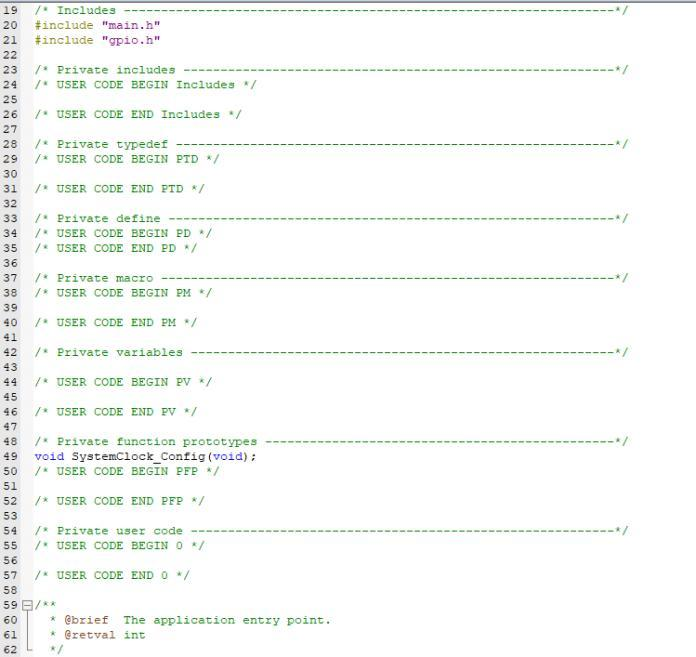 19 /* Includes ------------------------------------------------------------------*/
20 #include "main.h"
21 #include "gpio.h"
22
23 /* Private includes ----------------------------------------------------------*/
24 /* USER CODE BEGIN Includes */
25
26 /* USER CODE END Includes */
27
28 /* Private typedef -----------------------------------------------------------*/
29 /* USER CODE BEGIN PTD */
30
31 /* USER CODE END PTD */
32
33 /* Private define ------------------------------------------------------------*/
34 /* USER CODE BEGIN PD */
35 /* USER CODE END PD */
36
37 /* Private macro -------------------------------------------------------------*/
38 /* USER CODE BEGIN PM */
39
40 /* USER CODE END PM */
41
42 /* Private variables ---------------------------------------------------------*/
43
44 /* USER CODE BEGIN PV */
45
46 /* USER CODE END PV */
47
48 /* Private function prototypes -----------------------------------------------*/
49 void SystemClock_Config(void);
50 /* USER CODE BEGIN PFP */
51
52 /* USER CODE END PFP */
53
54 /* Private user code ---------------------------------------------------------*/
55 /* USER CODE BEGIN 0 */
56
57 /* USER CODE END 0 */
58
59 /**
60   * @brief  The application entry point.
61   * @retval int
62   */